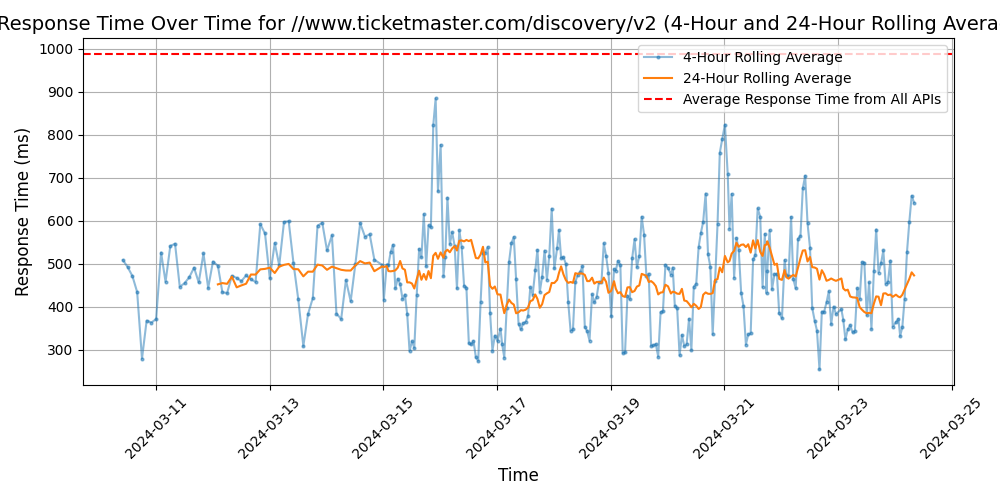 Response Time Over Time for //www.ticketmaster.com/discovery/v2 (4-Hour and 24-Hour Rolling Avera
4-Hour Rolling Average
24-Hour Rolling Average
Average Response Time from All APIs
Response Time (ms)
1000
900
800
700
600
500
400
300
2024-03-11
2024-03-13
2024-03-15
2024-03-17
2024-03-19
2024-03-21
2024-03-23
2024-03-25
Time